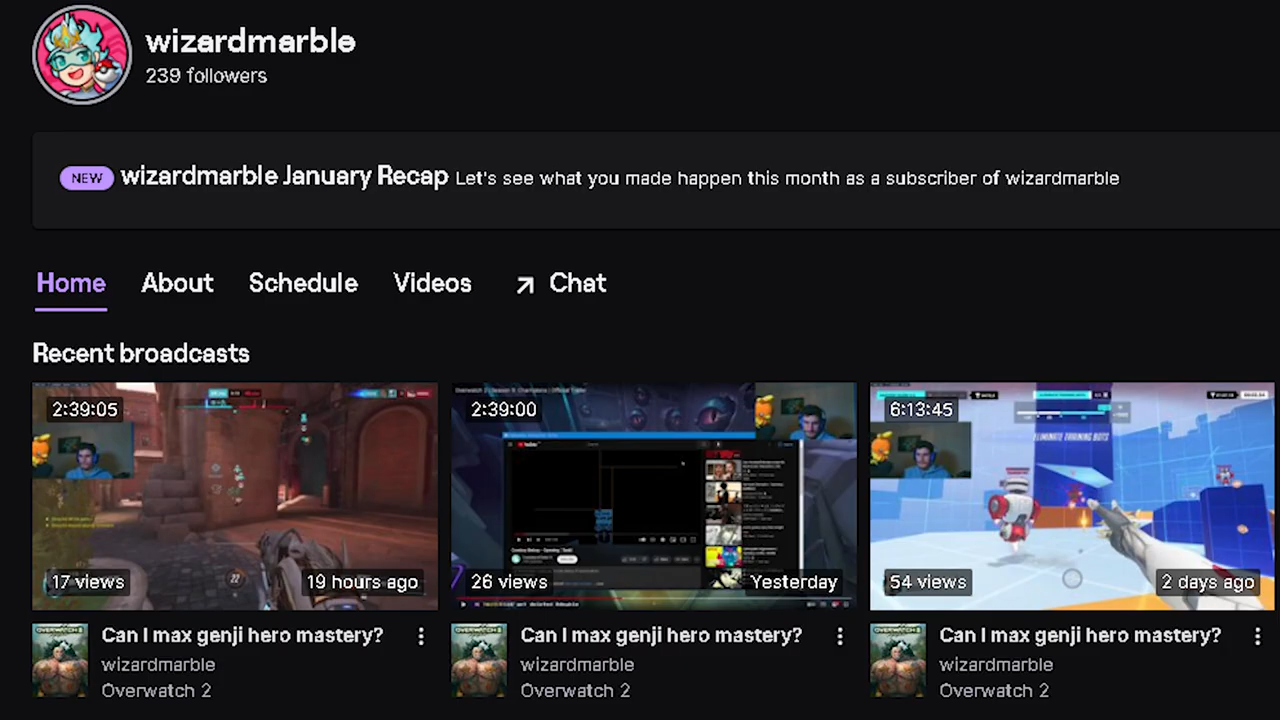 wizardmarble
239 followers
NEW wizardmarble January Recap Let's see what you made happen this month as a subscriber of wizardmarble
Home About Schedule Videos Chat
Recent broadcasts
2:39:05 2:39:00 6:13:45
ELIMINATE TRAINING BOTS
17 views 19 hours ago 26 views Yesterday 54 views 2 days ago
Can I max genji hero mastery? Can I max genji hero mastery? Can I max genji hero mastery?
wizardmarble wizardmarble wizardmarble
Overwatch 2 Overwatch 2 Overwatch 2